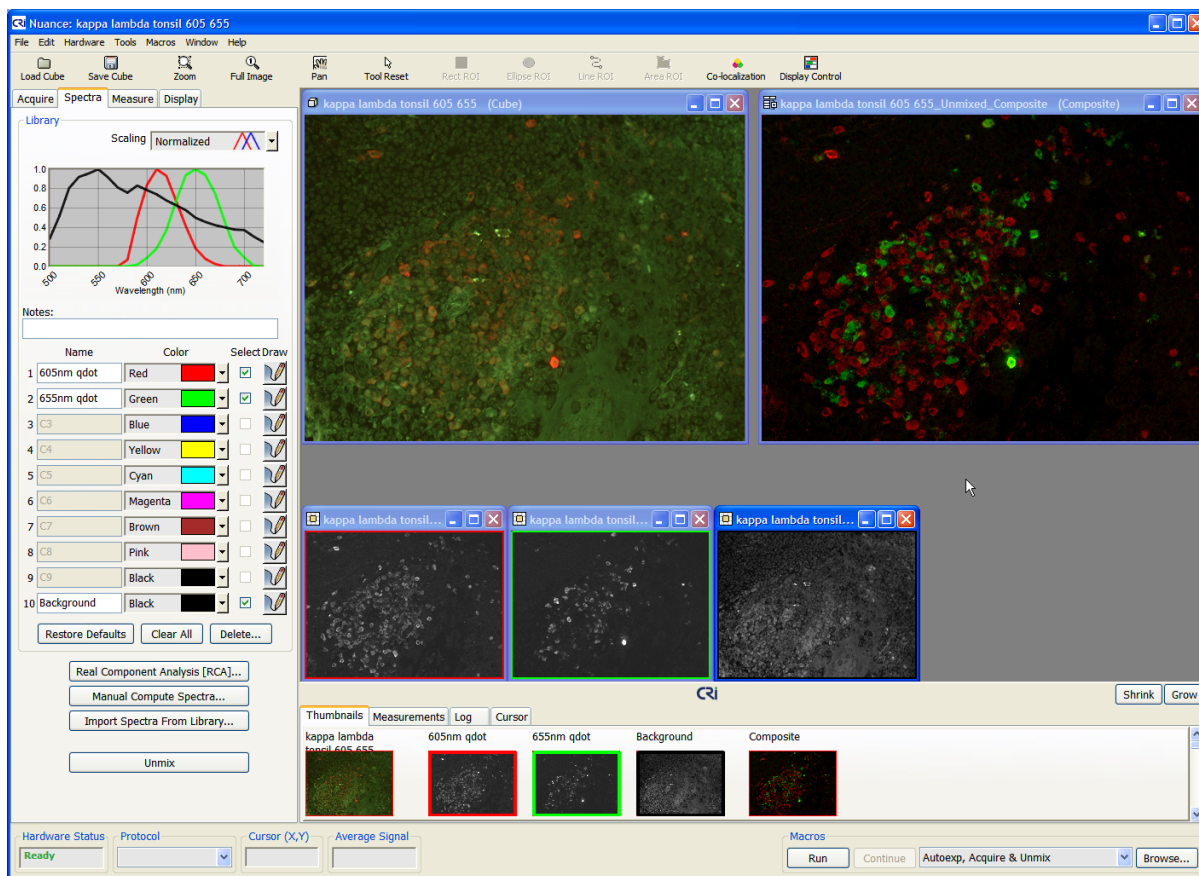 CRi Nuance: kappa lambda tonsil 605 655
File Edit Hardware Tools Macros Window Help
Load Cube Save Cube Zoom Full Image Pan Tool Reset Rect ROI Ellipse ROI Line ROI Area ROI Co-localization Display Control
Acquire Spectra Measure Display
Library
Scaling Normalized
1.0
0.8
0.6
0.4
0.2
0.0
500 550 600 650 700
Wavelength (nm)
Notes:
Name Color Select Draw
1 605nm qdot Red
2 655nm qdot Green
3 C3 Blue
4 C4 Yellow
5 C5 Cyan
6 C6 Magenta
7 C7 Brown
8 C8 Pink
9 C9 Black
10 Background Black
Restore Defaults Clear All Delete...
Real Component Analysis [RCA]...
Manual Compute Spectra...
Import Spectra From Library...
Unmix
kappa lambda tonsil 605 655 (Cube)
kappa lambda tonsil 605 655_Unmixed_Composite (Composite)
kappa lambda tonsil...
kappa lambda tonsil...
kappa lambda tonsil...
CRi
Shrink Grow
Thumbnails Measurements Log Cursor
kappa lambda
tonsil 605 655
605nm qdot
655nm qdot
Background
Composite
Hardware Status
Ready
Protocol
Cursor (X,Y)
Average Signal
Macros
Run Continue Autoexp, Acquire & Unmix Browse...